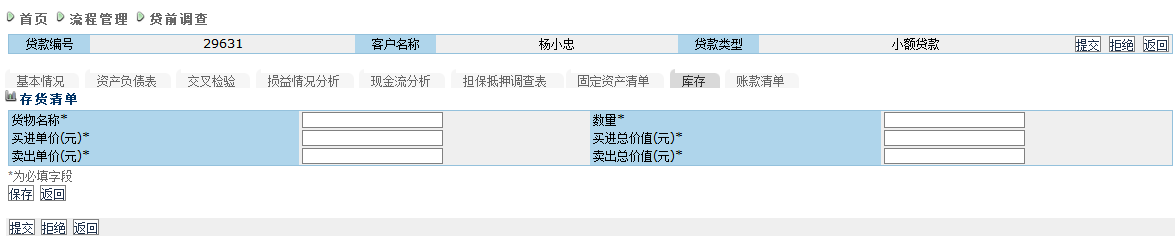 首页 流程管理 贷前调查
贷款编号 29631 客户名称 杨小忠 贷款类型 小额贷款 提交 拒绝 返回
基本情况 资产负债表 交叉检验 损益情况分析 现金流分析 担保抵押调查表 固定资产清单 库存 账款清单
存货清单
货物名称* 数量*
买进单价(元)* 买进总价值(元)*
卖出单价(元)* 卖出总价值(元)*
*为必填字段
保存 返回
提交 拒绝 返回